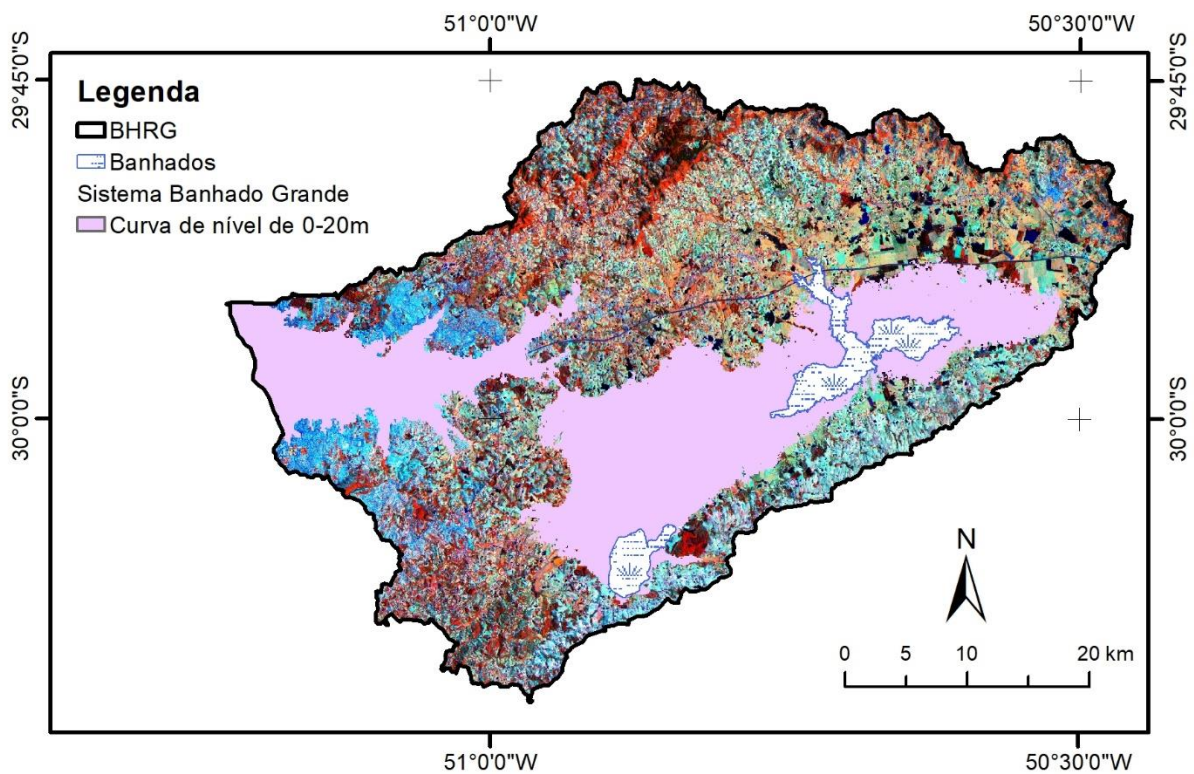 51°0'0"W 50°30'0"W
29°45'0"S 29°45'0"S
Legenda
BHRG
Banhados
Sistema Banhado Grande
Curva de nível de 0-20m
30°0'0"S 30°0'0"S
N
0 5 10 20 km
51°0'0"W 50°30'0"W